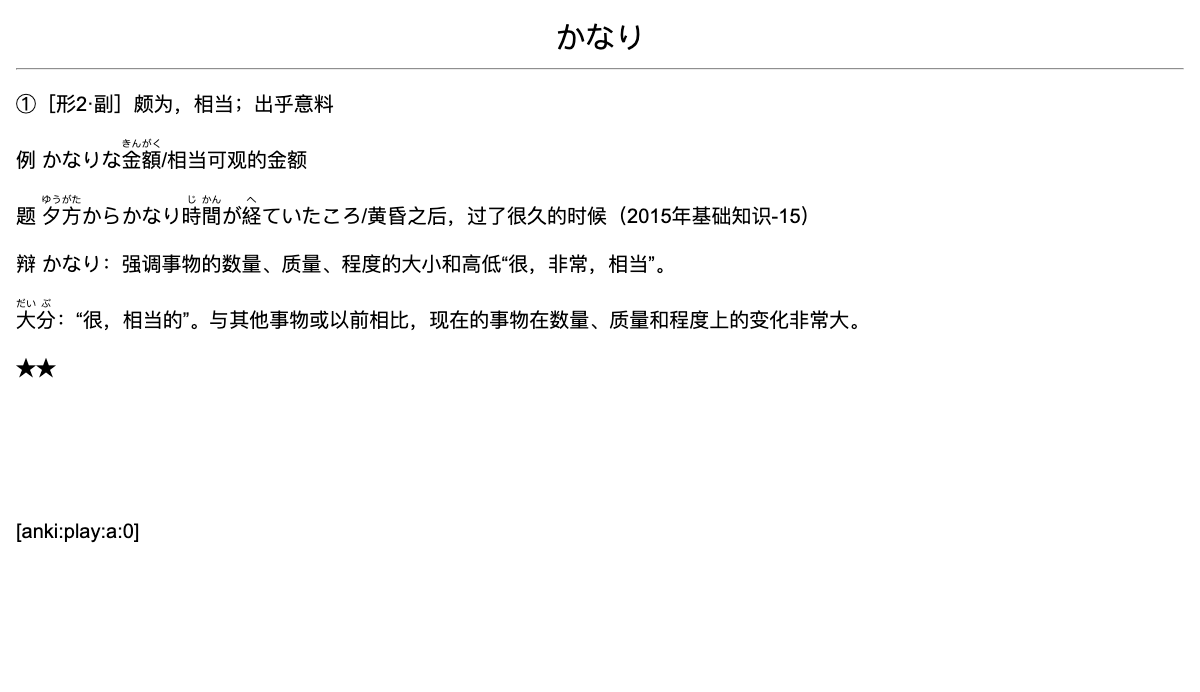 かなり
①［形2·副］颇为，相当；出乎意料
きんがく
例 かなりな金額/相当可观的金额
ゆうがた じ かん へ
题 夕方からかなり時間が経ていたころ/黄昏之后，过了很久的时候（2015年基础知识-15）
辩 かなり：强调事物的数量、质量、程度的大小和高低“很，非常，相当”。
だい ぶ
大分：“很，相当的”。与其他事物或以前相比，现在的事物在数量、质量和程度上的变化非常大。
★★
[anki:play:a:0]